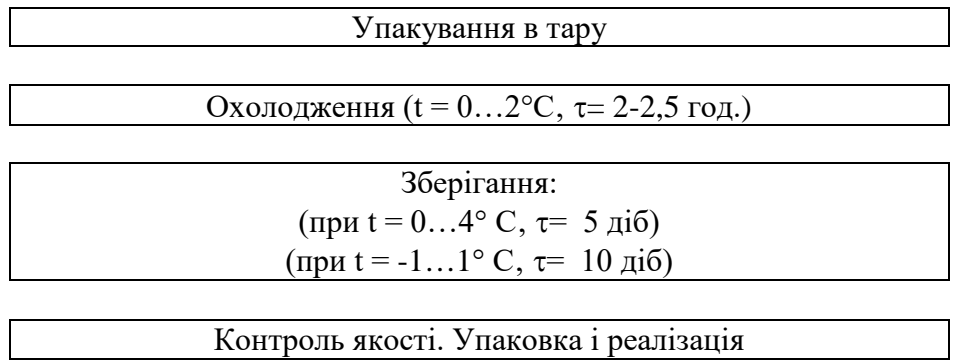 Упакування в тару
Охолодження (t = 0…2°C, τ= 2-2,5 год.)
Зберігання:
(при t = 0…4° C, τ=  5 діб)
(при t = -1…1° C, τ=  10 діб)
Контроль якості. Упаковка і реалізація